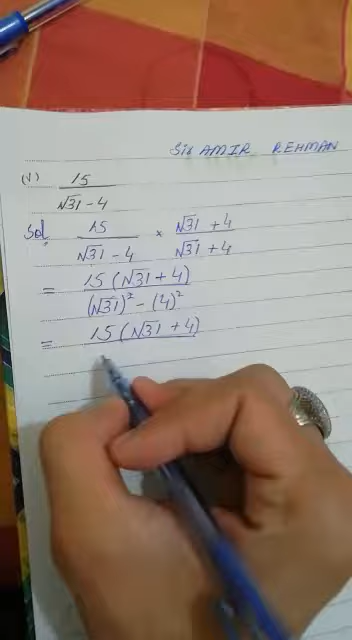 Sir AMIR REHMAN
(V) 15
√31 - 4
Sol. 15 × √31 + 4
√31 - 4 √31 + 4
= 15 (√31 + 4)
(√31)² - (4)²
= 15 (√31 + 4)